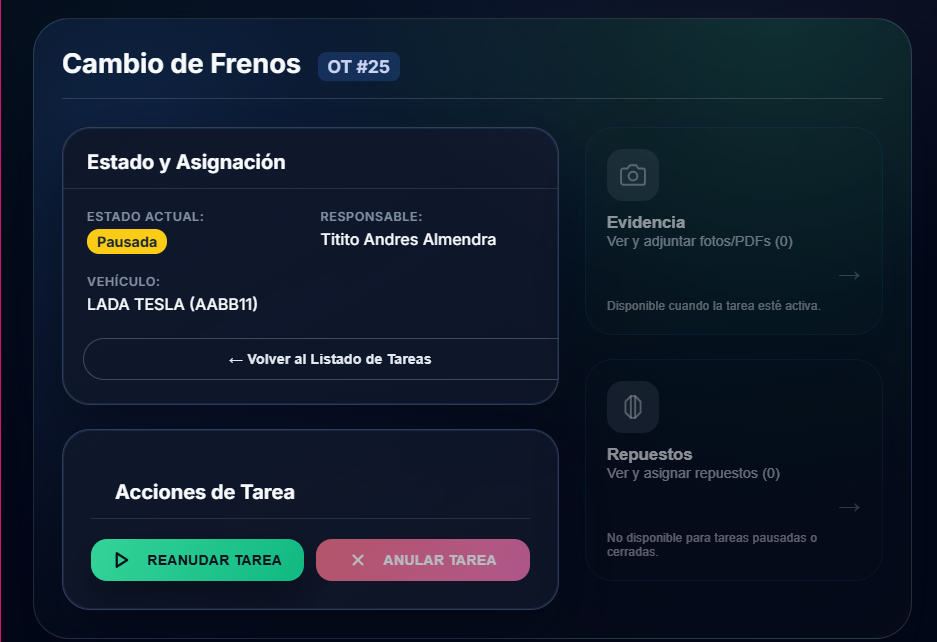 Cambio de Frenos OT #25
Estado y Asignación
ESTADO ACTUAL:
Pausada
RESPONSABLE:
Titito Andres Almendra
VEHÍCULO:
LADA TESLA (AABB11)
← Volver al Listado de Tareas
Acciones de Tarea
REANUDAR TAREA
ANULAR TAREA
Evidencia
Ver y adjuntar fotos/PDFs (0)
→
Disponible cuando la tarea esté activa.
Repuestos
Ver y asignar repuestos (0)
→
No disponible para tareas pausadas o
cerradas.